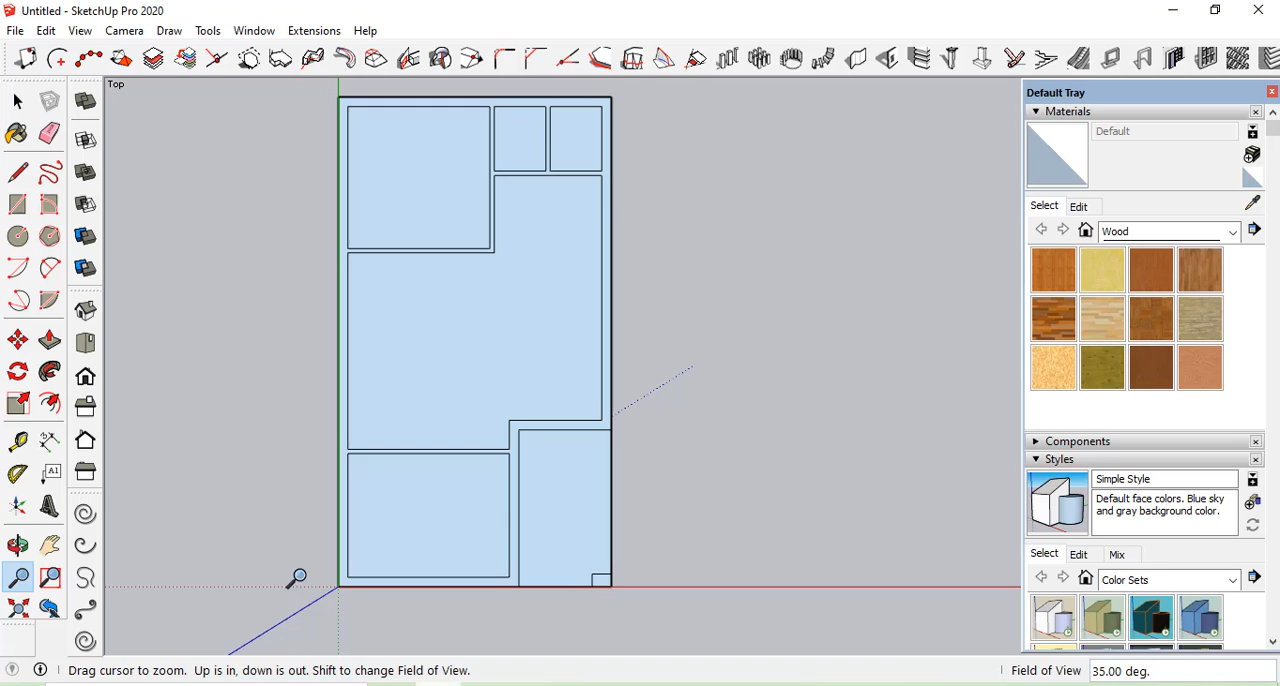 Untitled - SketchUp Pro 2020
File Edit View Camera Draw Tools Window Extensions Help
Top
Default Tray
Materials
Default
Select Edit
Wood
Components
Styles
Simple Style
Default face colors. Blue sky
and gray background color.
Select Edit Mix
Color Sets
A1
Drag cursor to zoom. Up is in, down is out. Shift to change Field of View.
Field of View 35.00 deg.